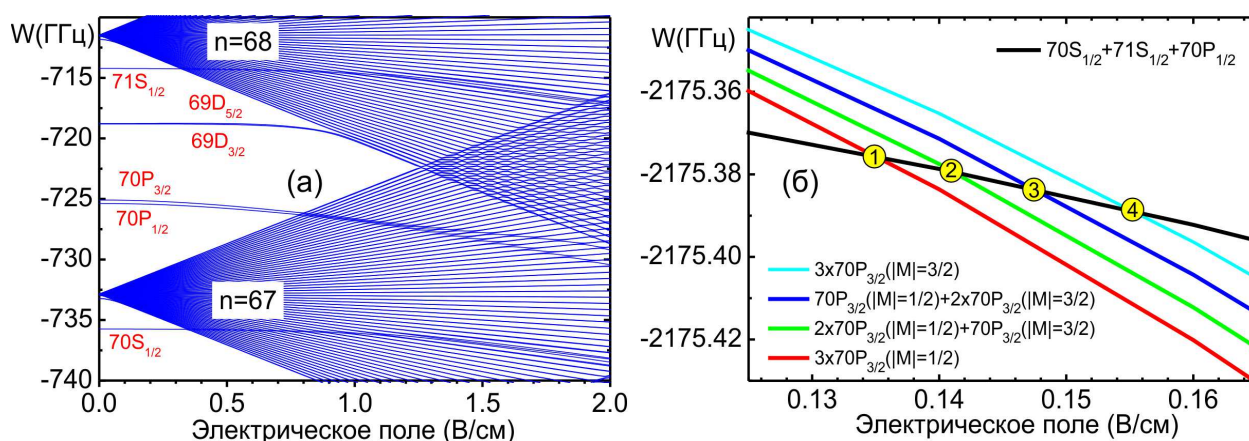 W(ГГц)
n=68
-715
71S1/2
69D5/2
-720
69D3/2
(а)
70P3/2
-725
70P1/2
-730
n=67
-735
70S1/2
-740
0.0 0.5 1.0 1.5 2.0
Электрическое поле (В/см)
W(ГГц)
70S1/2+71S1/2+70P1/2
-2175.36
-2175.38
1
2
3
4
(б)
-2175.40
3x70P3/2(|M|=3/2)
70P3/2(|M|=1/2)+2x70P3/2(|M|=3/2)
2x70P3/2(|M|=1/2)+70P3/2(|M|=3/2)
-2175.42
3x70P3/2(|M|=1/2)
0.13 0.14 0.15 0.16
Электрическое поле (В/см)